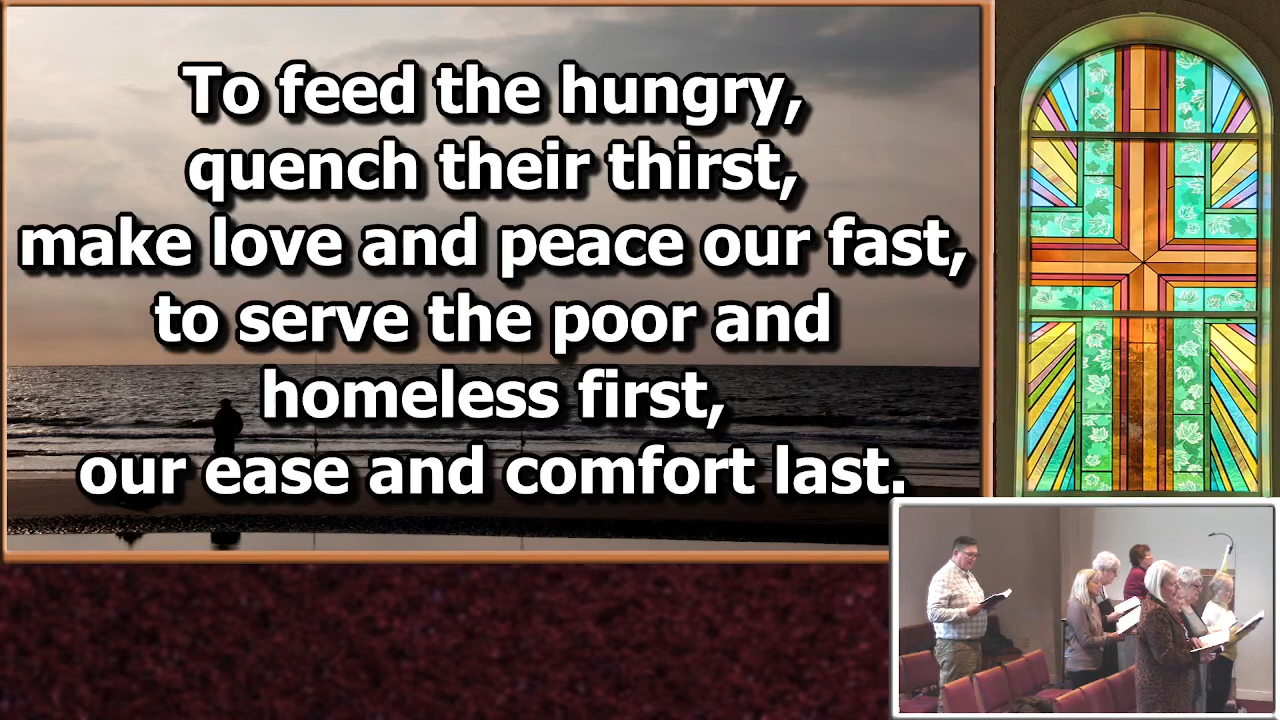 To feed the hungry,
quench their thirst,
make love and peace our fast,
to serve the poor and
homeless first,
our ease and comfort last.